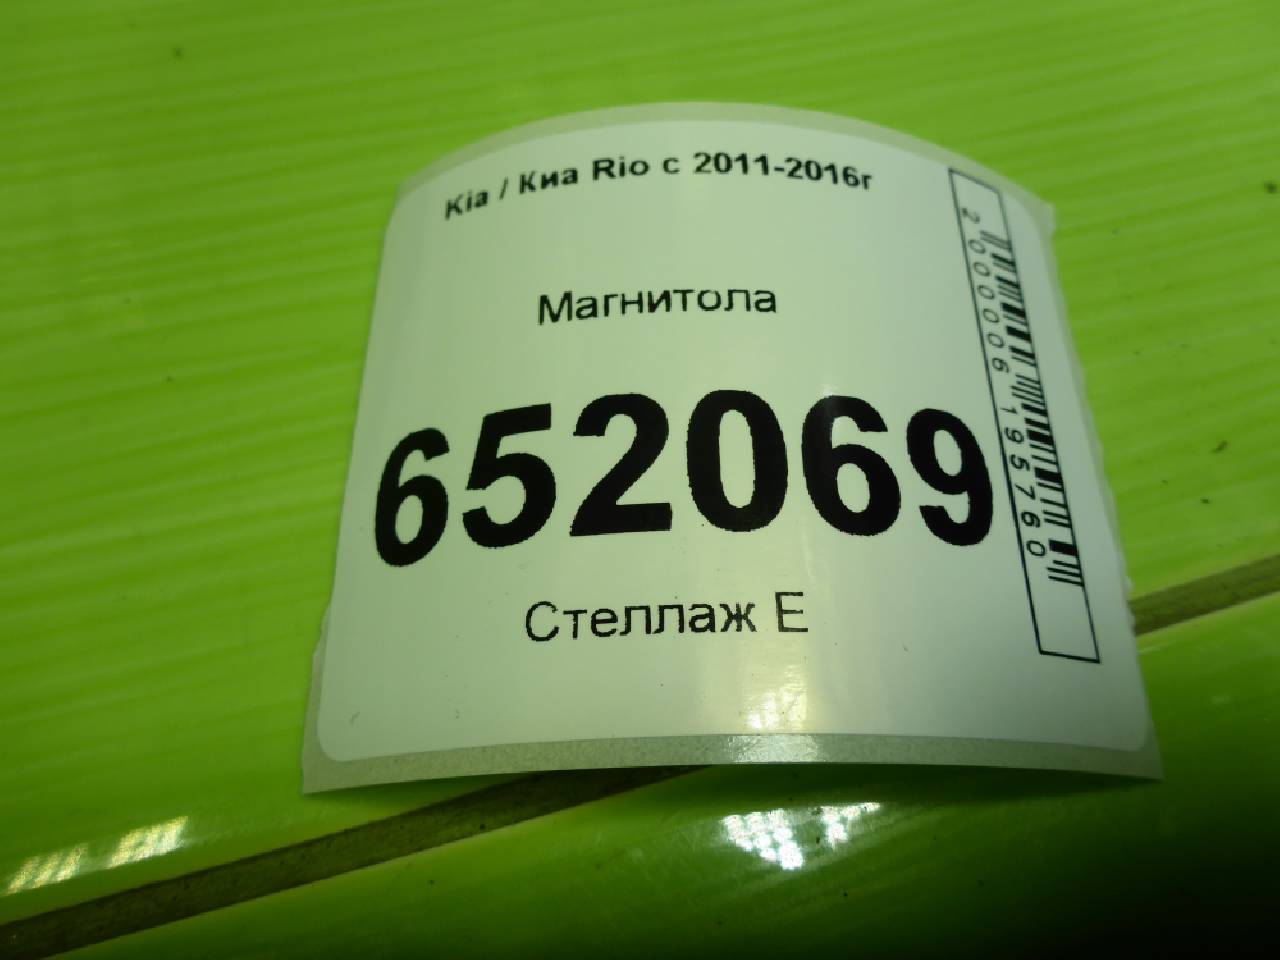 Kia / Киа Rio с 2011-2016г
Магнитола
652069
Стеллаж Е
2000006195760